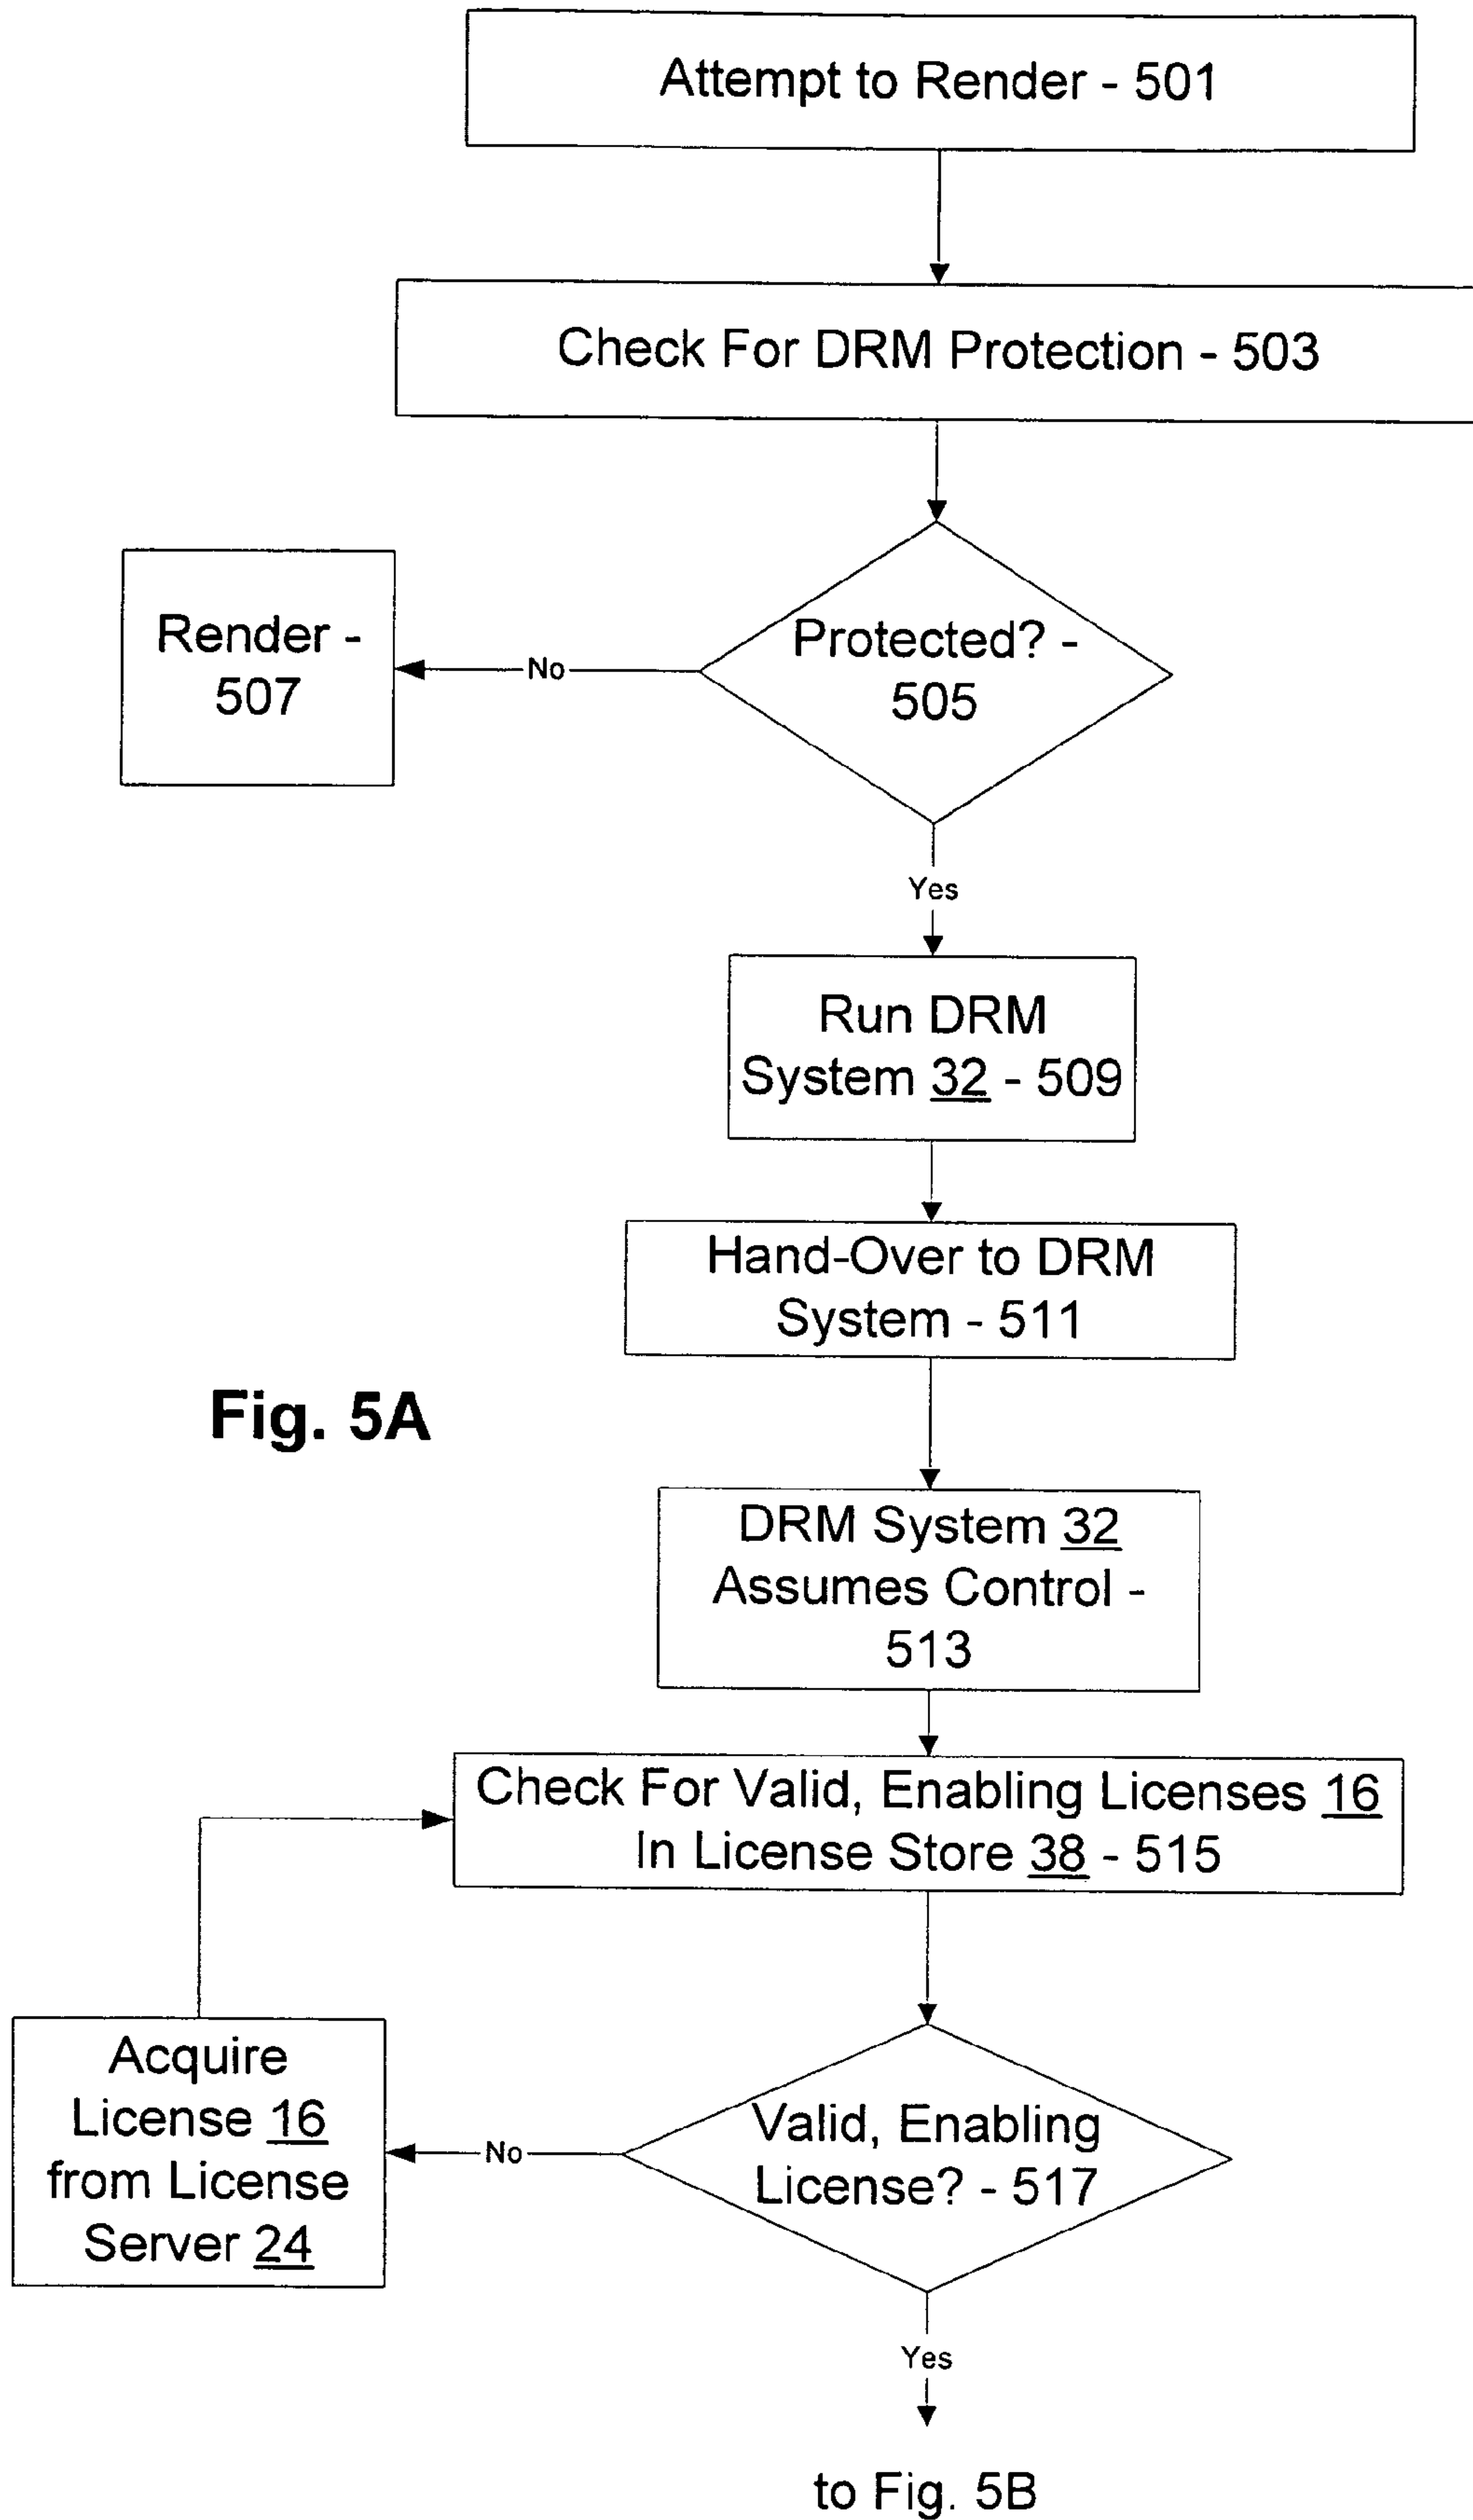 Attempt to Render - 501
Check For DRM Protection - 503
Protected? -
505
No
Render -
507
Yes
Run DRM
System 32 - 509
Hand-Over to DRM
System - 511
Fig. 5A
DRM System 32
Assumes Control -
513
Check For Valid, Enabling Licenses 16
In License Store 38 - 515
Valid, Enabling
License? - 517
No
Acquire
License 16
from License
Server 24
Yes
to Fig. 5B